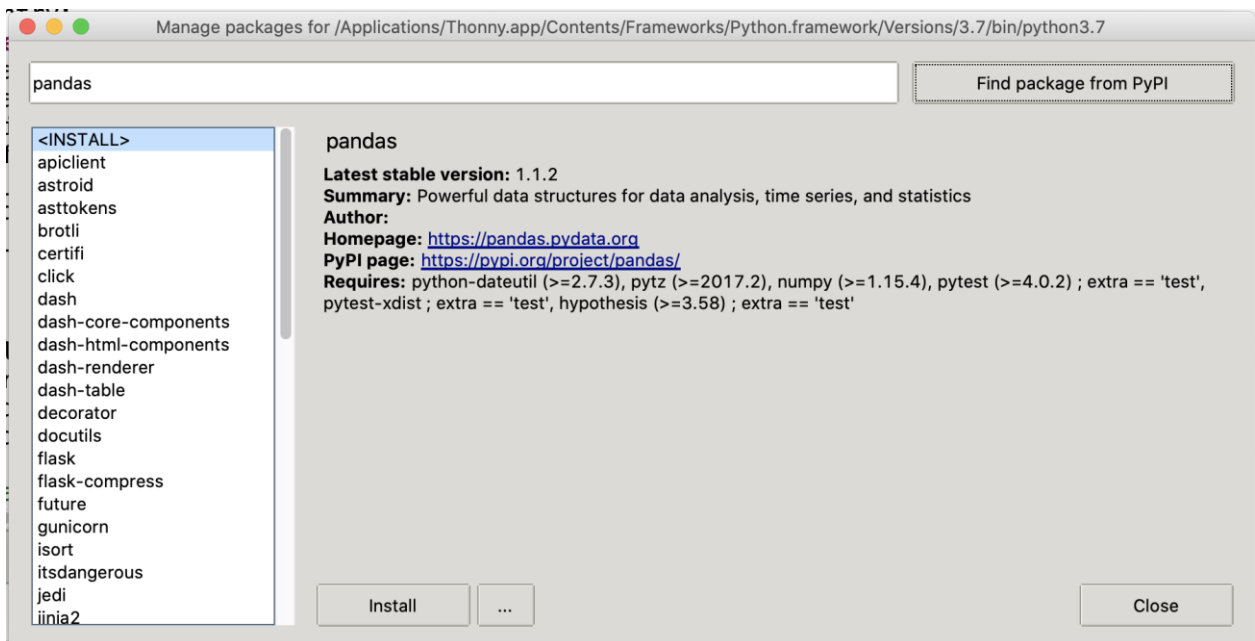 Manage packages for /Applications/Thonny.app/Contents/Frameworks/Python.framework/Versions/3.7/bin/python3.7
pandas
Find package from PyPI
<INSTALL>
apiclient
astroid
asttokens
brotli
certifi
click
dash
dash-core-components
dash-html-components
dash-renderer
dash-table
decorator
docutils
flask
flask-compress
future
gunicorn
isort
itsdangerous
jedi
jinja2
pandas
Latest stable version: 1.1.2
Summary: Powerful data structures for data analysis, time series, and statistics
Author:
Homepage: https://pandas.pydata.org
PyPI page: https://pypi.org/project/pandas/
Requires: python-dateutil (>=2.7.3), pytz (>=2017.2), numpy (>=1.15.4), pytest (>=4.0.2) ; extra == 'test',
pytest-xdist ; extra == 'test', hypothesis (>=3.58) ; extra == 'test'
Install
...
Close